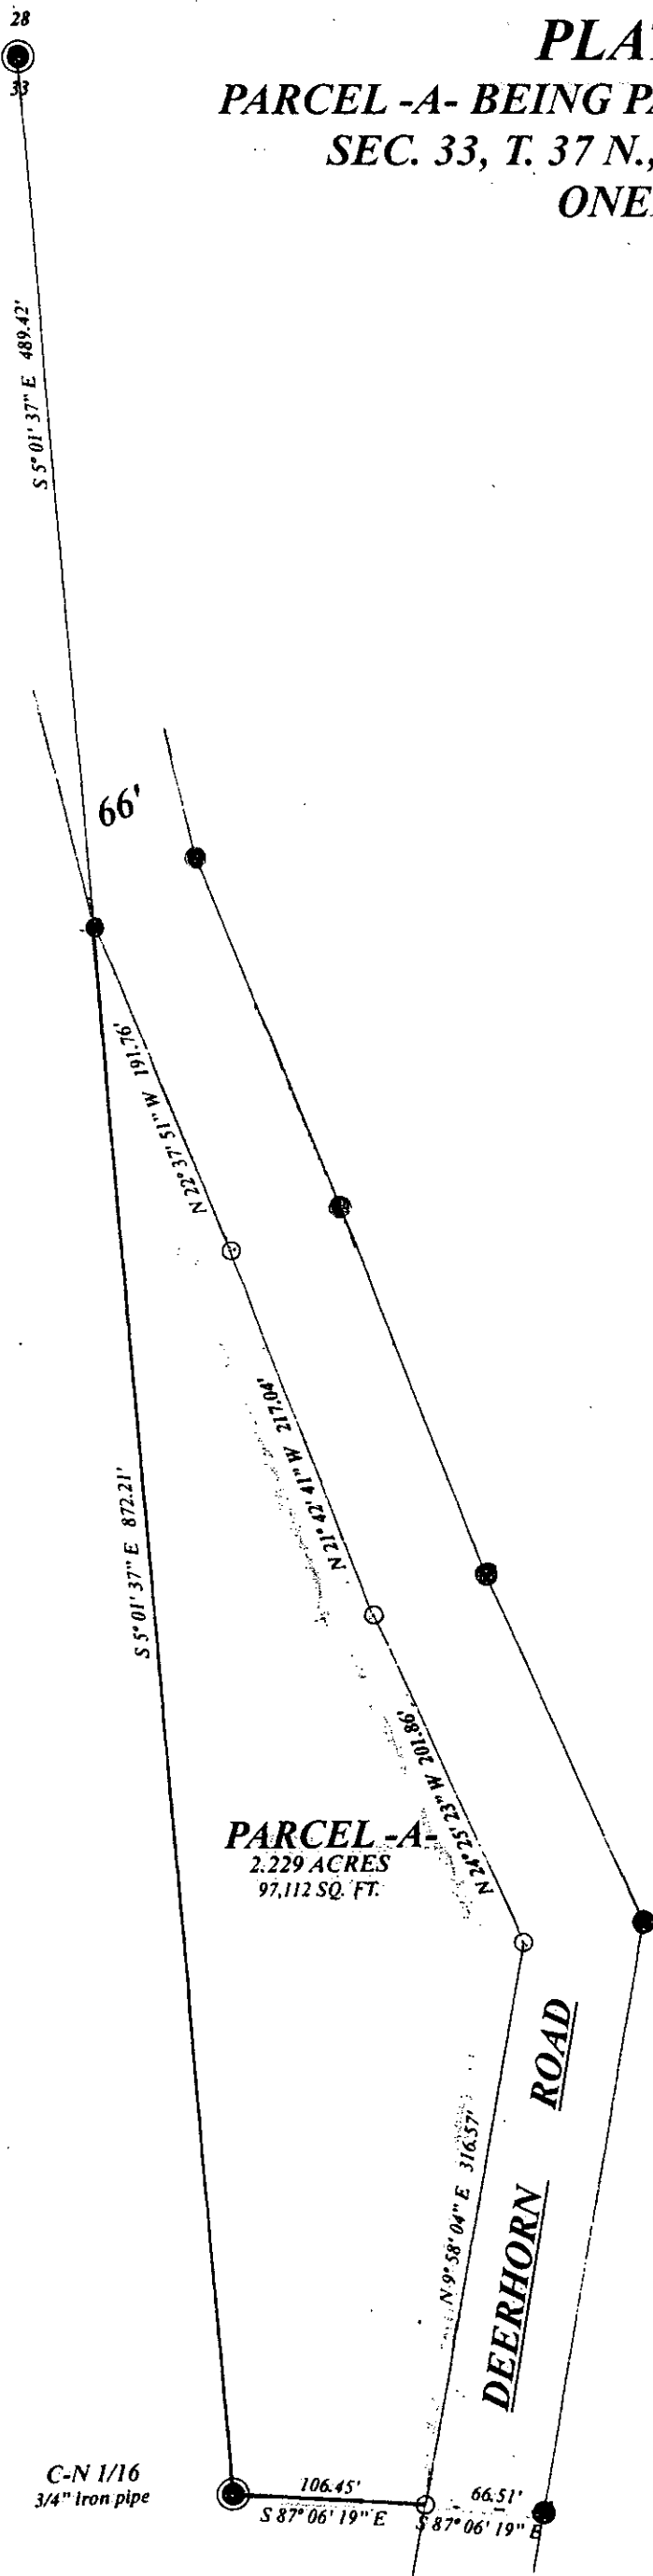 28
33
PLA
PARCEL -A- BEING PA
SEC. 33, T. 37 N.,
ONE
S 5° 01' 37" E 489.42'
66'
N 22° 37' 51" W 191.76'
N 21° 42' 41" W 217.04'
S 5° 01' 37" E 872.21'
N 24° 25' 23" W 201.86'
PARCEL -A-
2.229 ACRES
97,112 SQ. FT.
ROAD
N 9° 58' 04" E 316.57'
DEERHORN
C-N 1/16
3/4" iron pipe
106.45'
S 87° 06' 19" E
66.51'
S 87° 06' 19" E